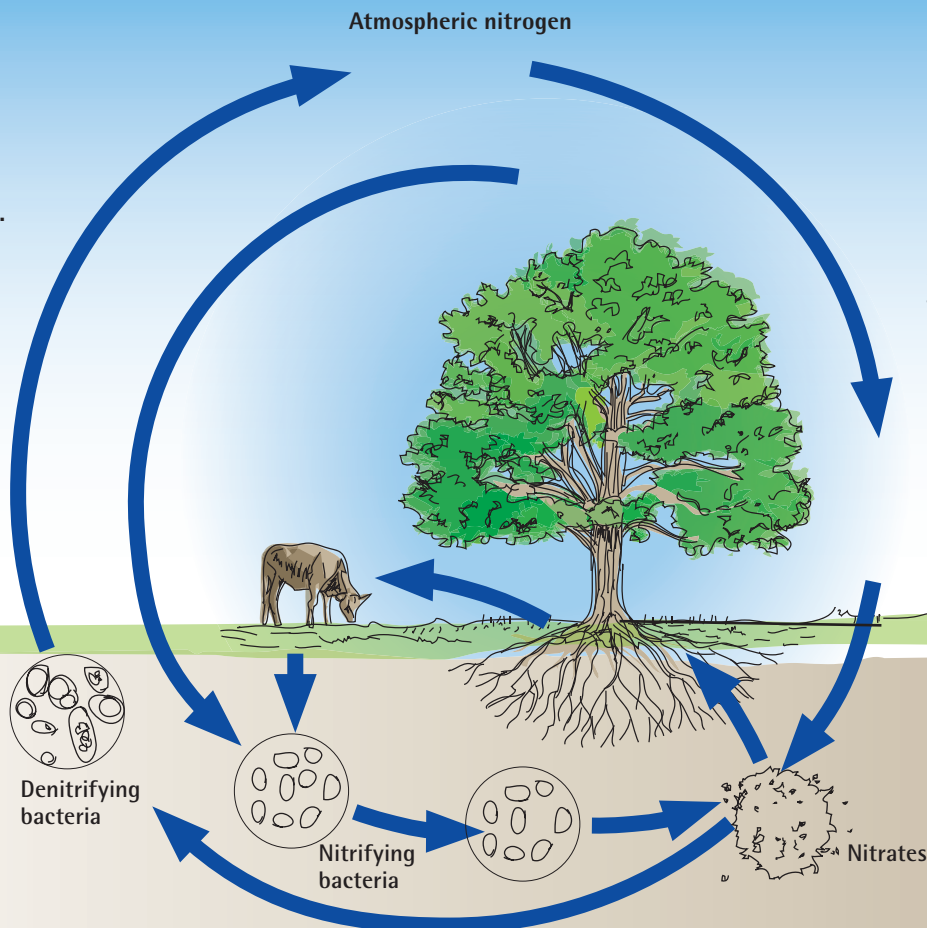 Atmospheric nitrogen
.
Denitrifying
bacteria
Nitrifying
bacteria
Nitrates